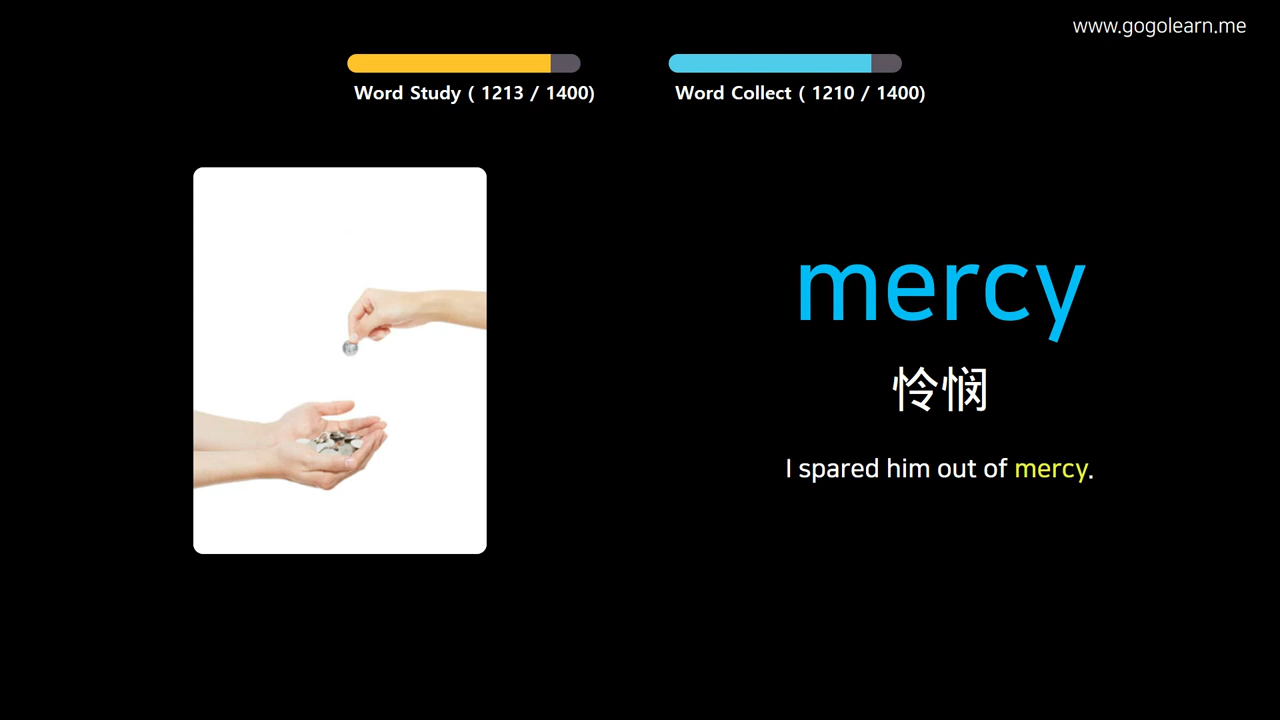 www.gogolearn.me
Word Study ( 1213 / 1400)
Word Collect ( 1210 / 1400)
mercy
怜悯
I spared him out of mercy.